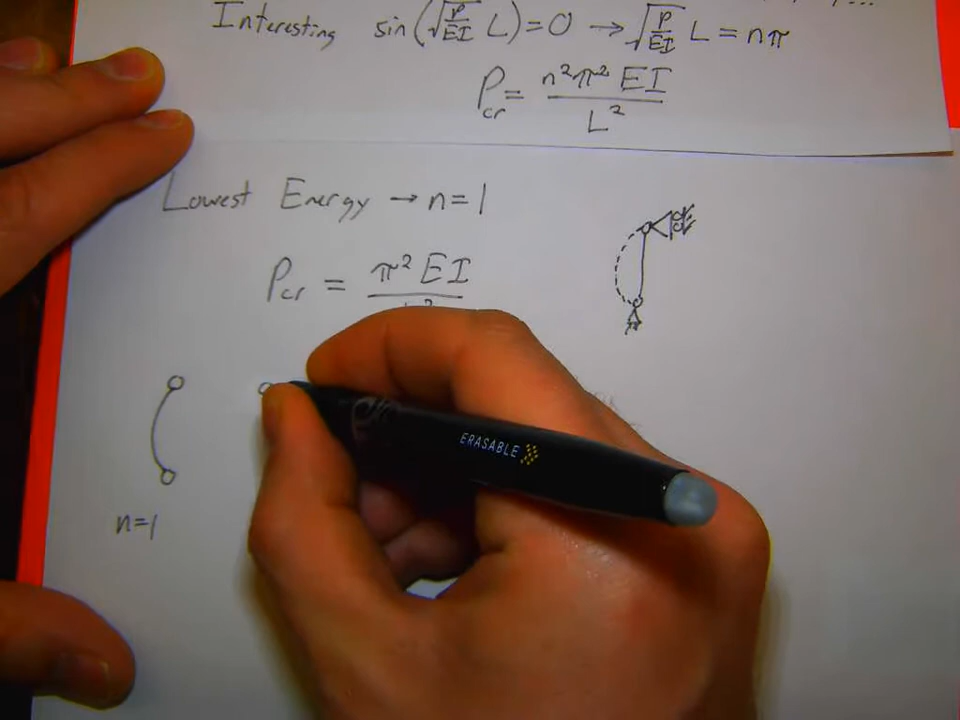 Interesting sin(√(P/EI) L) = 0 → √(P/EI) L = nπ
Pcr = n²π² EI / L²
Lowest Energy → n=1
Pcr = π² EI
n=1
ERASABLE